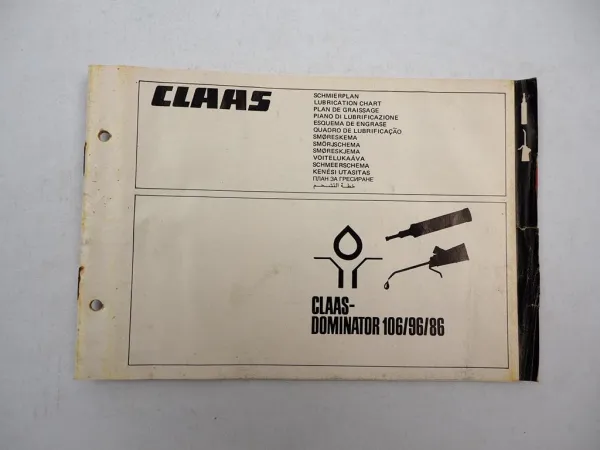 CLAAS
SCHMIERPLAN
LUBRICATION CHART
PLAN DE GRAISSAGE
PIANO DI LUBRIFICAZIONE
ESQUEMA DE ENGRASE
QUADRO DE LUBRIFICAÇÃO
SMØRESKEMA
SMÖRJSCHEMA
SMØRESKJEMA
VOITELUKAAVA
SCHMEERSCHEMA
KENÉSI UTASITAS
ПЛАН ЗА ГРЕСИРАНЕ
خطة التشحيم
CLAAS-
DOMINATOR 106/96/86